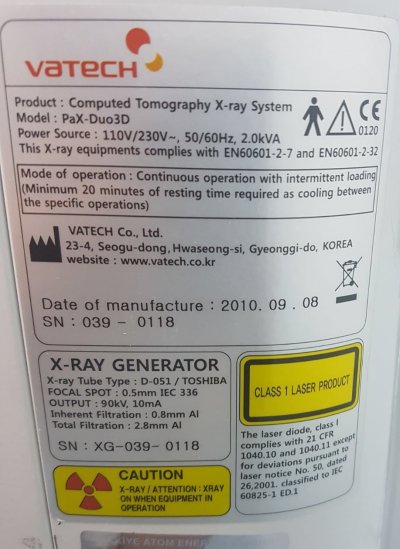 vatech
Product : Computed Tomography X-ray System
Model : PaX-Duo3D
Power Source : 110V/230V~, 50/60Hz, 2.0kVA
This X-ray equipments complies with EN60601-2-7 and EN60601-2-32
CE
0120
Mode of operation : Continuous operation with intermittent loading
(Minimum 20 minutes of resting time required as cooling between
the specific operations)
VATECH Co., Ltd.
23-4, Seogu-dong, Hwaseong-si, Gyeonggi-do, KOREA
website : www.vatech.co.kr
Date of manufacture : 2010. 09 . 08
SN : 039 - 0118
X-RAY GENERATOR
X-ray Tube Type : D-051 / TOSHIBA
FOCAL SPOT : 0.5mm IEC 336
OUTPUT : 90kV, 10mA
Inherent Filtration : 0.8mm Al
Total Filtration : 2.8mm Al
SN : XG-039- 0118
CAUTION
X-RAY / ATTENTION : XRAY
ON WHEN EQUIPMENT IN
OPERATION
CLASS 1 LASER PRODUCT
The laser diode, class I
complies with 21 CFR
1040.10 and 1040.11 except
for deviations pursuant to
laser notice No. 50, dated
26,2001. classified to IEC
60825-1 ED.1
ATOM ENER